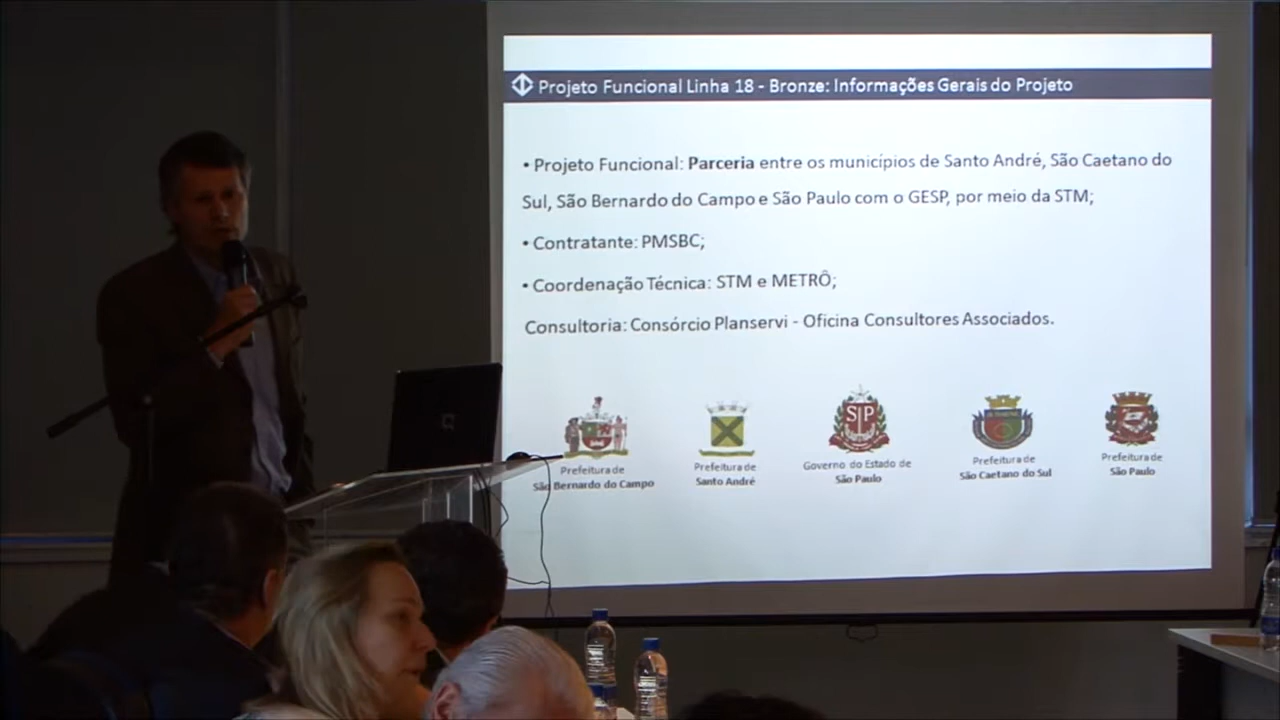 Projeto Funcional Linha 18 - Bronze: Informações Gerais do Projeto
• Projeto Funcional: Parceria entre os municípios de Santo André, São Caetano do
Sul, São Bernardo do Campo e São Paulo com o GESP, por meio da STM;
• Contratante: PMSBC;
• Coordenação Técnica: STM e METRÔ;
Consultoria: Consórcio Planservi - Oficina Consultores Associados.
Prefeitura de
São Bernardo do Campo
Prefeitura de
Santo André
SP
Governo do Estado de
São Paulo
Prefeitura de
São Caetano do Sul
Prefeitura de
São Paulo